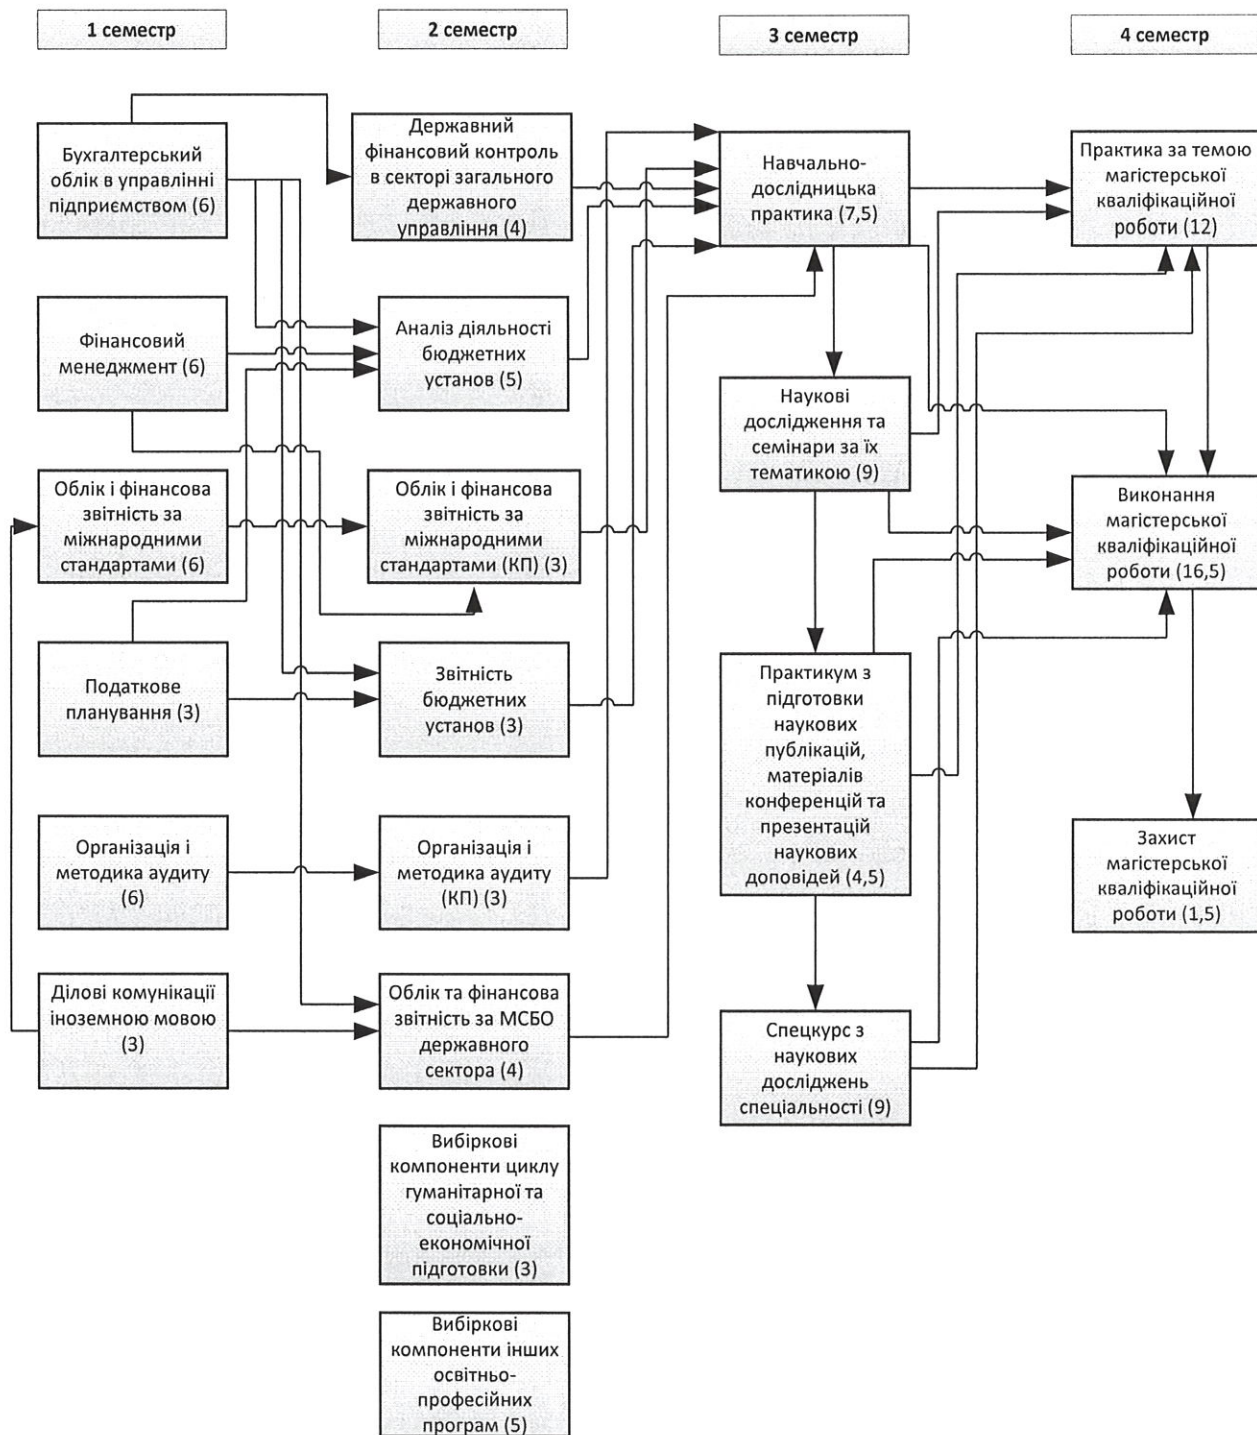 1 семестр
2 семестр
3 семестр
4 семестр
Бухгалтерський
облік в управлінні
підприємством (6)
Фінансовий
менеджмент (6)
Облік і фінансова
звітність за
міжнародними
стандартами (6)
Податкове
планування (3)
Організація і
методика аудиту
(6)
Ділові комунікації
іноземною мовою
(3)
Державний
фінансовий контроль
в секторі загального
державного
управління (4)
Аналіз діяльності
бюджетних
установ (5)
Облік і фінансова
звітність за
міжнародними
стандартами (КП) (3)
Звітність
бюджетних
установ (3)
Організація і
методика аудиту
(КП) (3)
Облік та фінансова
звітність за МСБО
державного
сектора (4)
Вибіркові
компоненти циклу
гуманітарної та
соціально-
економічної
підготовки (3)
Вибіркові
компоненти інших
освітньо-
професійних
програм (5)
Навчально-
дослідницька
практика (7,5)
Наукові
дослідження та
семінари за їх
тематикою (9)
Практикум з
підготовки
наукових
публікацій,
матеріалів
конференцій та
презентацій
наукових
доповідей (4,5)
Спецкурс з
наукових
досліджень
спеціальності (9)
Практика за темою
магістерської
кваліфікаційної
роботи (12)
Виконання
магістерської
кваліфікаційної
роботи (16,5)
Захист
магістерської
кваліфікаційної
роботи (1,5)